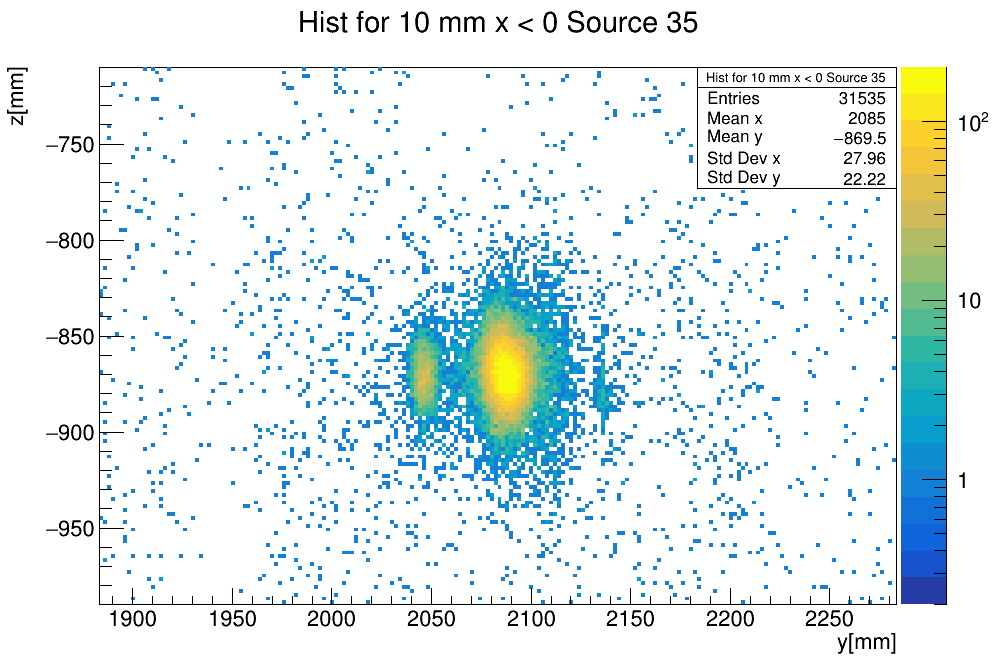 Hist for 10 mm x < 0 Source 35
z[mm]
Hist for 10 mm x < 0 Source 35
Entries 31535
Mean x 2085
Mean y −869.5
Std Dev x 27.96
Std Dev y 22.22
10²
10
1
−750
−800
−850
−900
−950
1900 1950 2000 2050 2100 2150 2200 2250
y[mm]